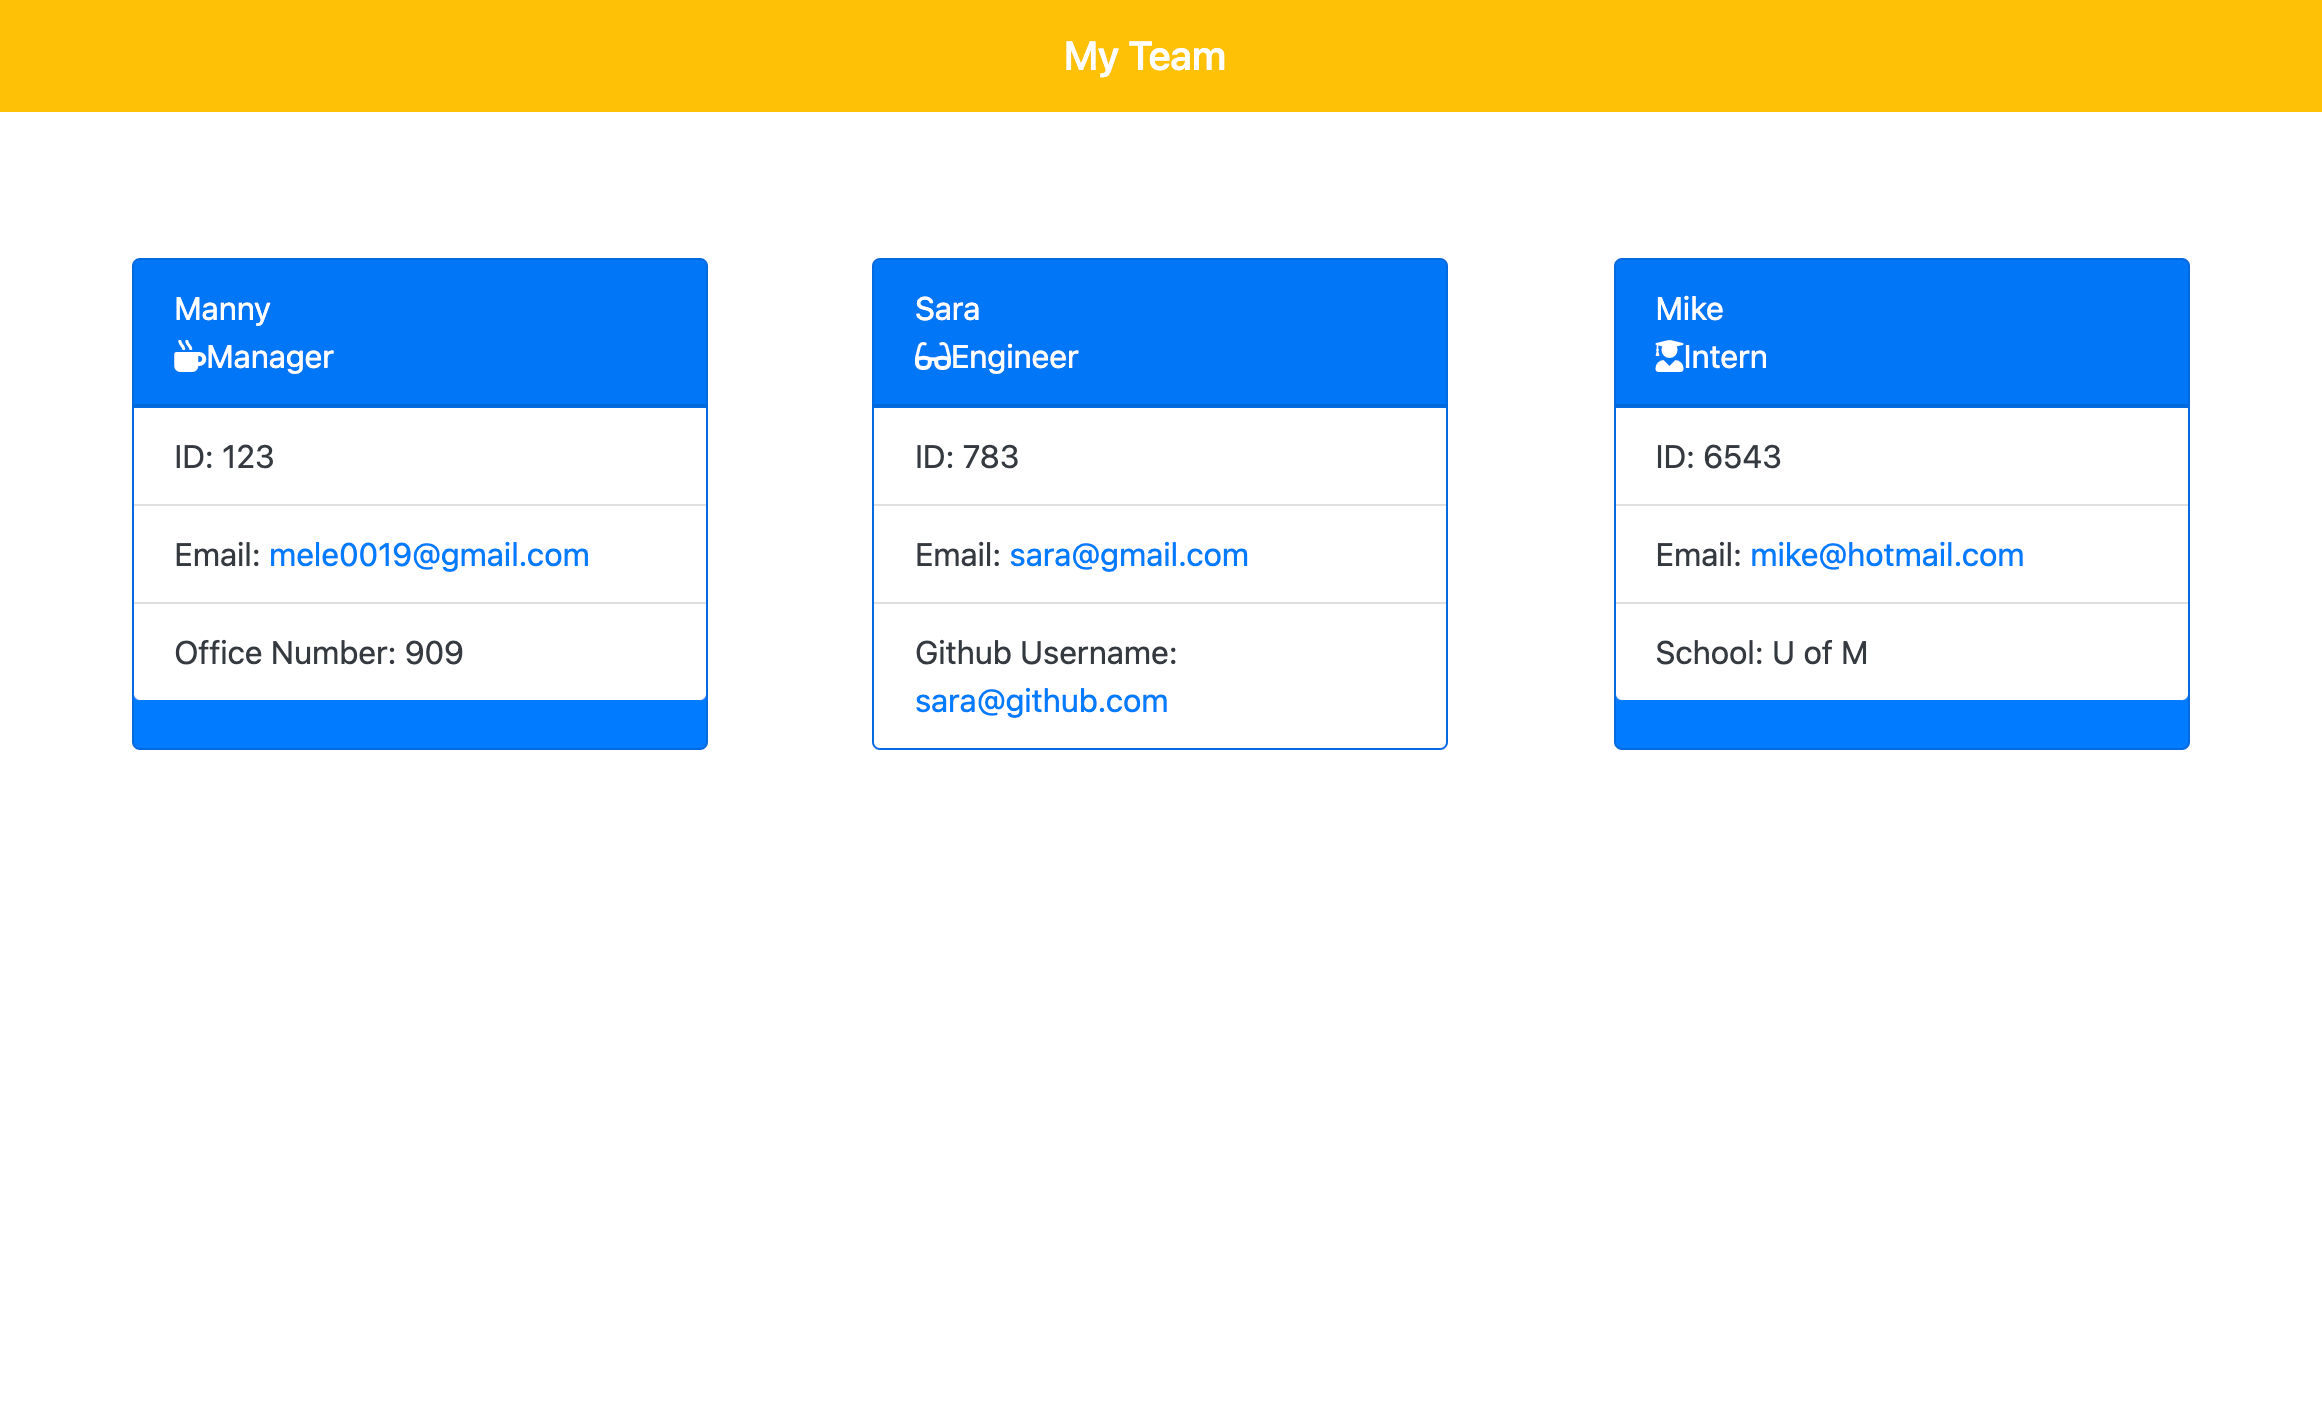 My Team
Manny
Manager
ID: 123
Email: mele0019@gmail.com
Office Number: 909
Sara
Engineer
ID: 783
Email: sara@gmail.com
Github Username:
sara@github.com
Mike
Intern
ID: 6543
Email: mike@hotmail.com
School: U of M